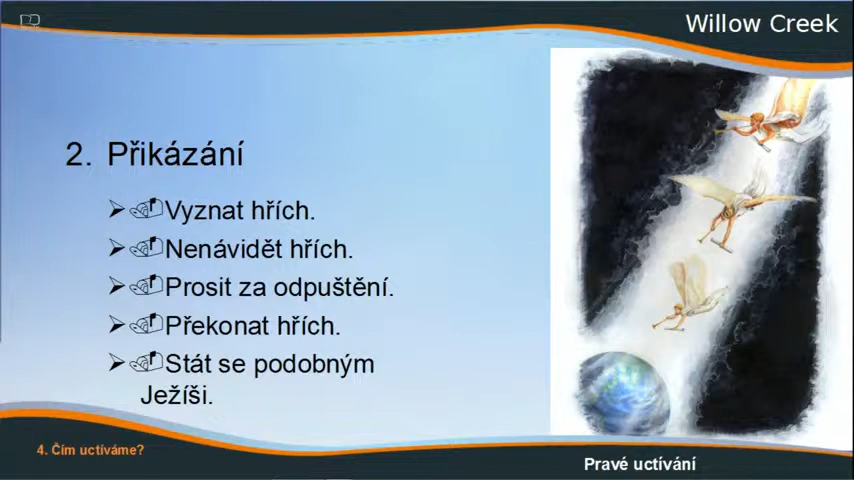 Willow Creek
2. Přikázání
Vyznat hřích.
Nenávidět hřích.
Prosit za odpuštění.
Překonat hřích.
Stát se podobným
Ježíši.
4. Čím uctíváme?
Pravé uctívání